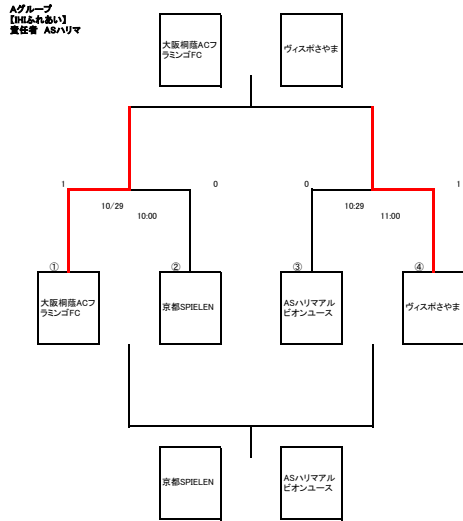 Aグループ
【IHIふれあい】
責任者 ASハリマ
大阪桐蔭ACフ
ラミンゴFC
ヴィスポさやま
1
0
0
1
10/29
10:00
10:29
11:00
①
②
③
④
大阪桐蔭ACフ
ラミンゴFC
京都SPIELEN
ASハリマアル
ビオンユース
ヴィスポさやま
京都SPIELEN
ASハリマアル
ビオンユース